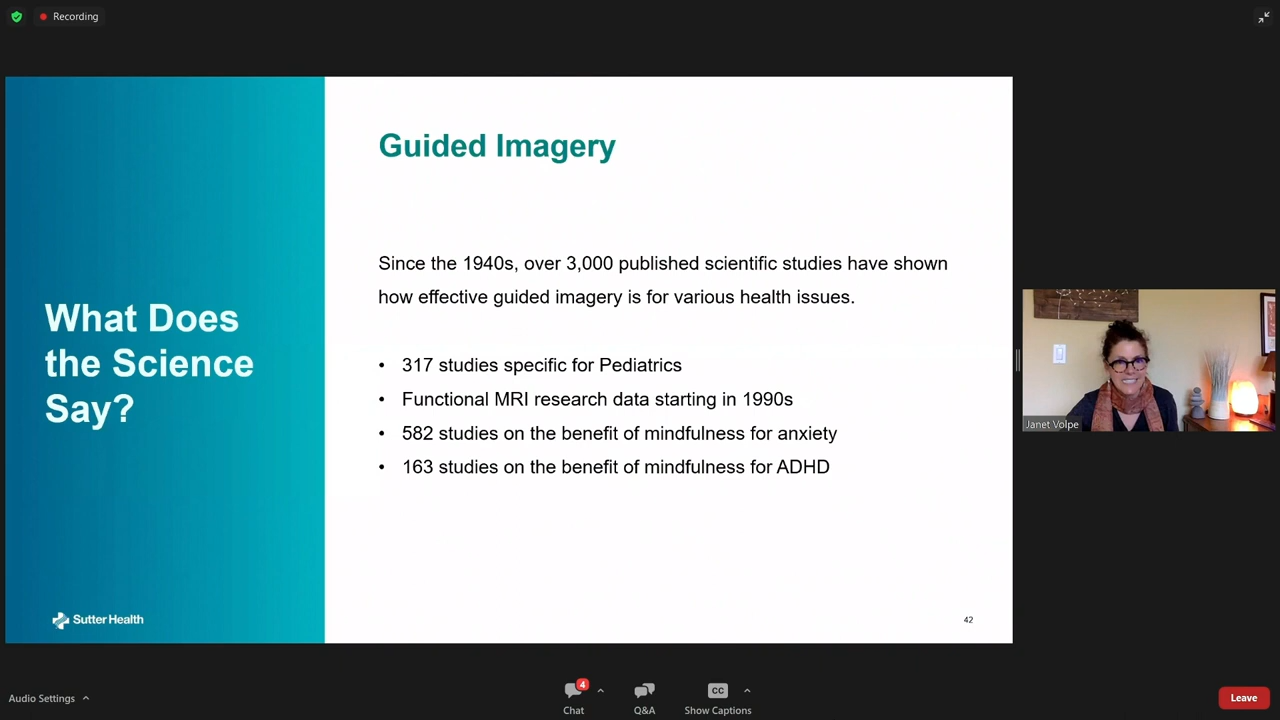 Recording
Guided Imagery
Since the 1940s, over 3,000 published scientific studies have shown
how effective guided imagery is for various health issues.
• 317 studies specific for Pediatrics
• Functional MRI research data starting in 1990s
• 582 studies on the benefit of mindfulness for anxiety
• 163 studies on the benefit of mindfulness for ADHD
What Does
the Science
Say?
Sutter Health
42
Janet Volpe
Audio Settings
4
Chat
Q&A
CC
Show Captions
Leave